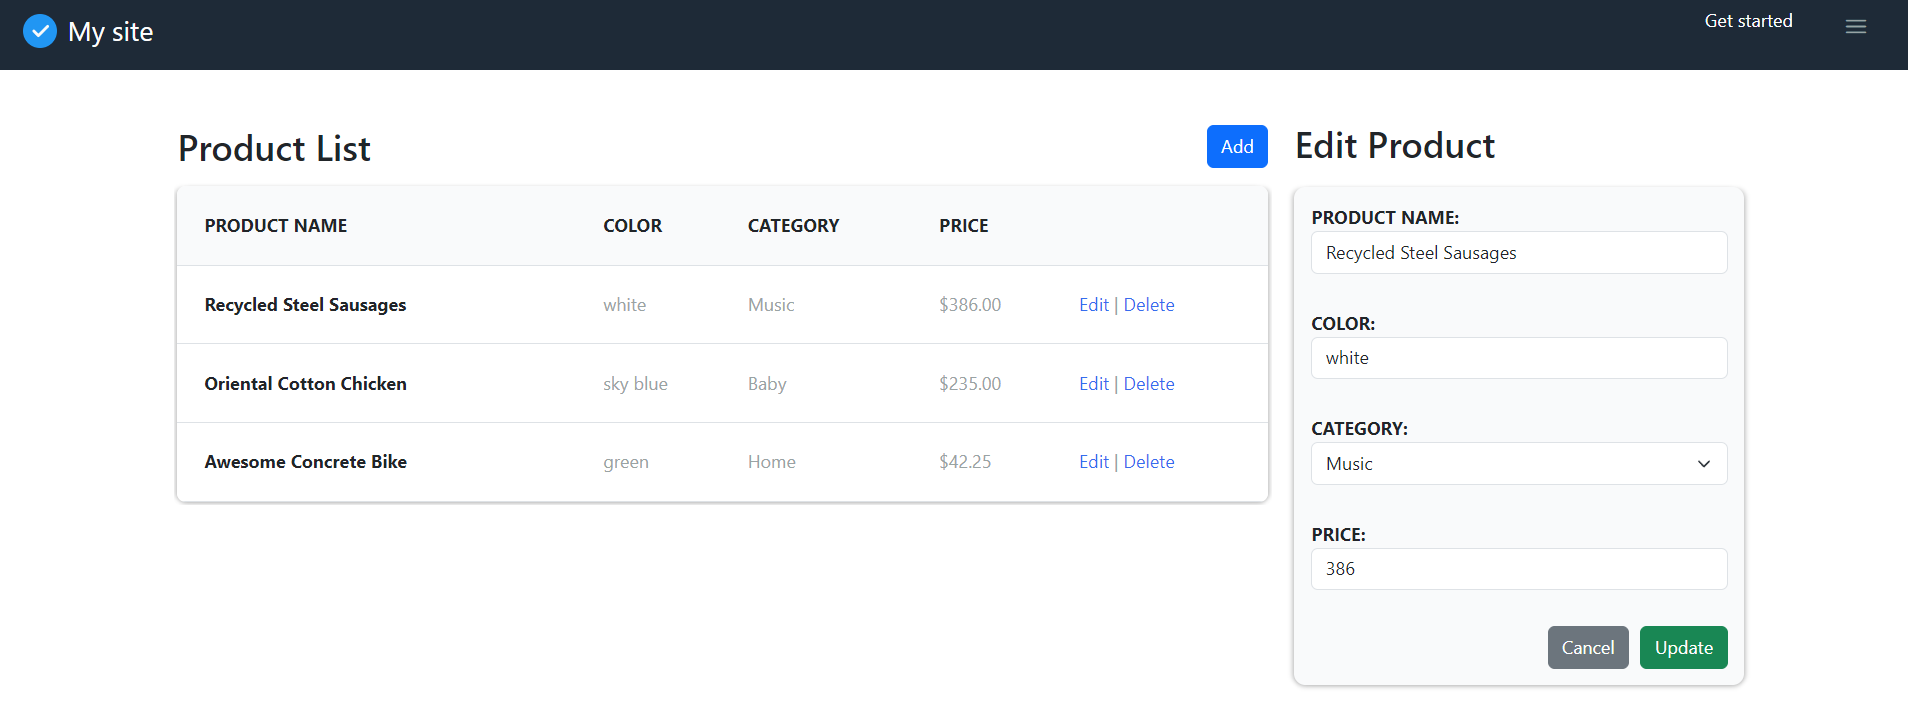 My site
Get started
Product List
Add
PRODUCT NAME COLOR CATEGORY PRICE
Recycled Steel Sausages white Music $386.00 Edit | Delete
Oriental Cotton Chicken sky blue Baby $235.00 Edit | Delete
Awesome Concrete Bike green Home $42.25 Edit | Delete
Edit Product
PRODUCT NAME:
Recycled Steel Sausages
COLOR:
white
CATEGORY:
Music
PRICE:
386
Cancel Update